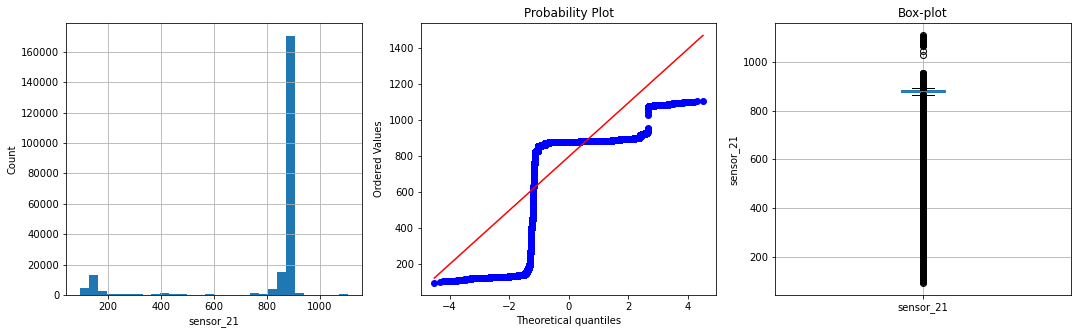 Count
160000
140000
120000
100000
80000
60000
40000
20000
0
200 400 600 800 1000
sensor_21
Probability Plot
Ordered Values
1400
1200
1000
800
600
400
200
−4 −2 0 2 4
Theoretical quantiles
Box-plot
sensor_21
1000
800
600
400
200
sensor_21